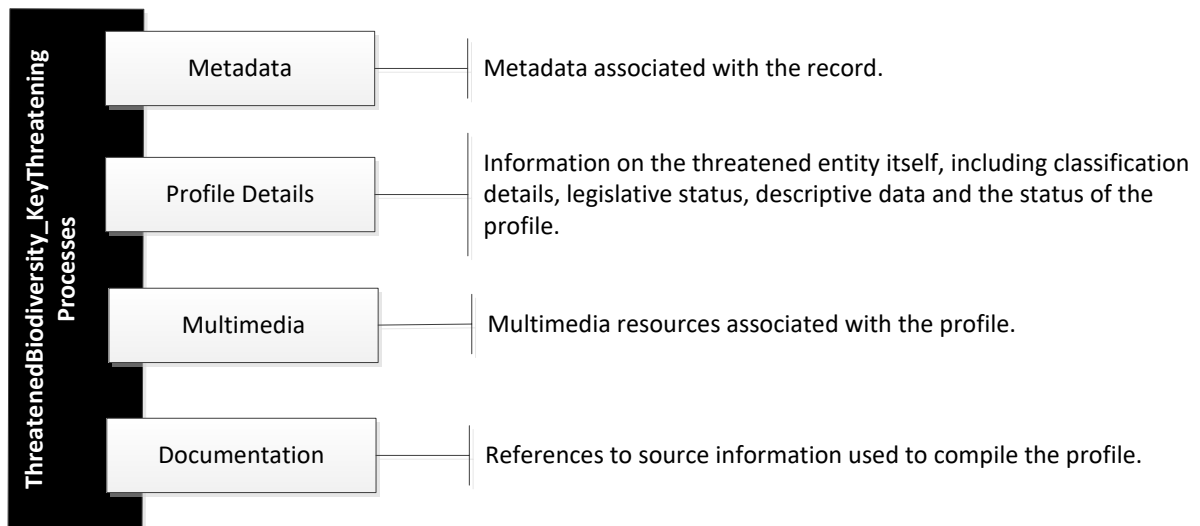 ThreatenedBiodiversity_KeyThreatening
Processes
Metadata
Metadata associated with the record.
Profile Details
Information on the threatened entity itself, including classification
details, legislative status, descriptive data and the status of the
profile.
Multimedia
Multimedia resources associated with the profile.
Documentation
References to source information used to compile the profile.